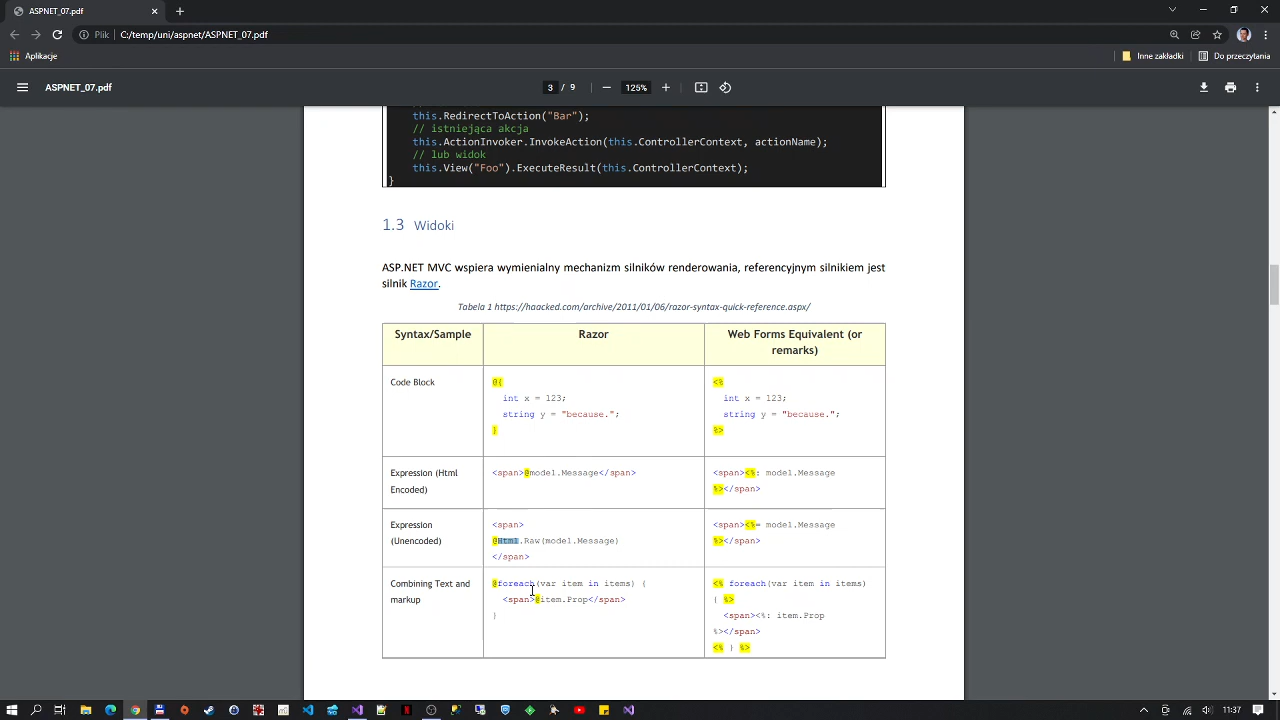 ASPNET_07.pdf
Plik
C:/temp/uni/aspnet/ASPNET_07.pdf
Aplikacje
Inne zakładki
Do przeczytania
ASPNET_07.pdf
3 / 9
125%
this.RedirectToAction("Bar");
// istniejąca akcja
this.ActionInvoker.InvokeAction(this.ControllerContext, actionName);
// lub widok
this.View("Foo").ExecuteResult(this.ControllerContext);
}
1.3 Widoki
ASP.NET MVC wspiera wymienialny mechanizm silników renderowania, referencyjnym silnikiem jest
silnik Razor.
Tabela 1 https://haacked.com/archive/2011/01/06/razor-syntax-quick-reference.aspx/
Syntax/Sample
Razor
Web Forms Equivalent (or
remarks)
Code Block
@{
int x = 123;
string y = "because.";
}
<%
int x = 123;
string y = "because.";
%>
Expression (Html
Encoded)
<span>@model.Message</span>
<span><%: model.Message
%></span>
Expression
(Unencoded)
<span>
@Html.Raw(model.Message)
</span>
<span><%= model.Message
%></span>
Combining Text and
markup
@foreach(var item in items) {
<span>@item.Prop</span>
}
<% foreach(var item in items)
{ %>
<span><%: item.Prop
%></span>
<% } %>
11:37